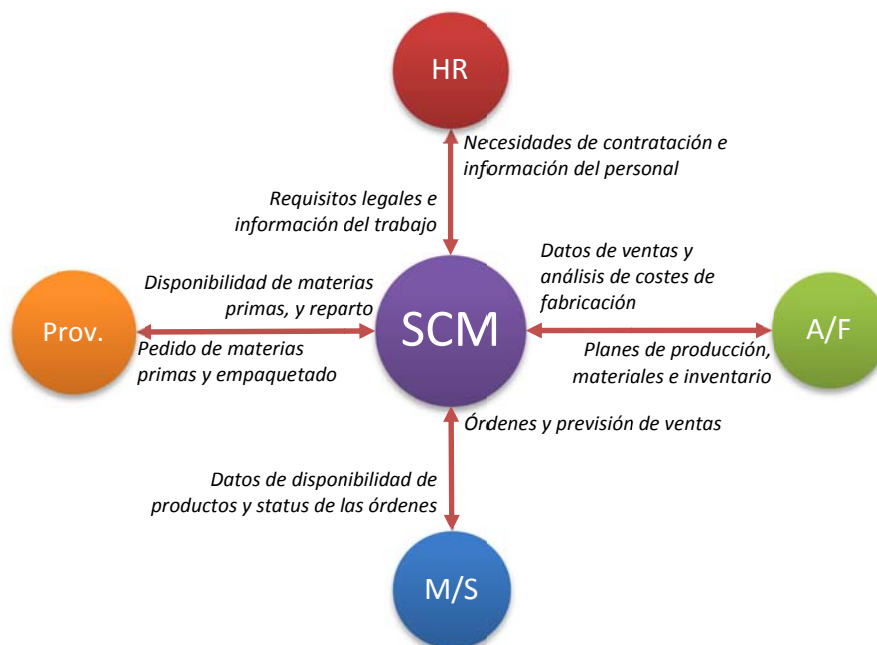 HR
Necesidades de contratación e
información del personal
Requisitos legales e
información del trabajo
Datos de ventas y
análisis de costes de
fabricación
Disponibilidad de materias
primas, y reparto
Prov.
SCM
A/F
Pedido de materias
primas y empaquetado
Planes de producción,
materiales e inventario
Órdenes y previsión de ventas
Datos de disponibilidad de
productos y status de las órdenes
M/S